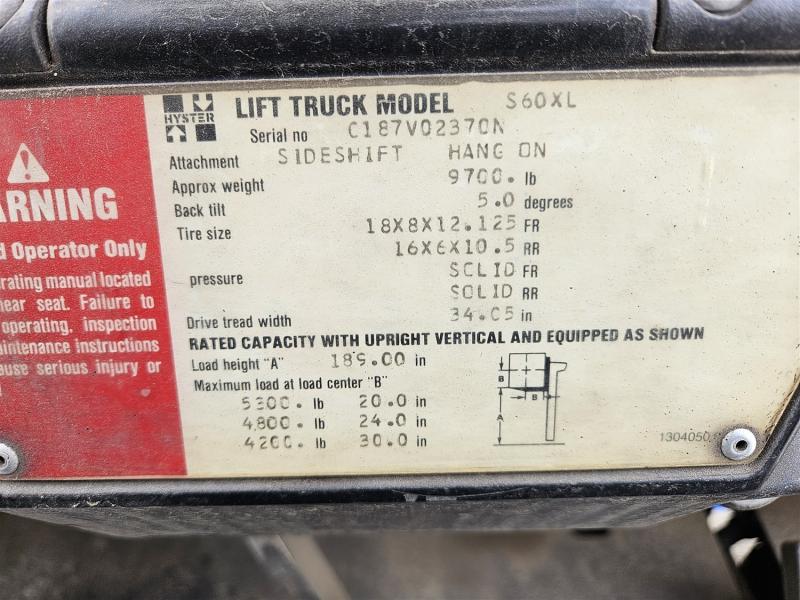 HYSTER
LIFT TRUCK MODEL S60XL
Serial no C187V02370N
Attachment SIDESHIFT HANG ON
Approx weight 9700. lb
Back tilt 5.0 degrees
Tire size 18X8X12.125 FR
16X6X10.5 RR
pressure SOLID FR
SOLID RR
Drive tread width 34.05 in
RATED CAPACITY WITH UPRIGHT VERTICAL AND EQUIPPED AS SHOWN
Load height "A" 189.00 in
Maximum load at load center "B"
5300. lb 20.0 in
4800. lb 24.0 in
4200. lb 30.0 in
B
B
A
1304050
ARNING
d Operator Only
rating manual located
near seat. Failure to
operating, inspection
aintenance instructions
ause serious injury or